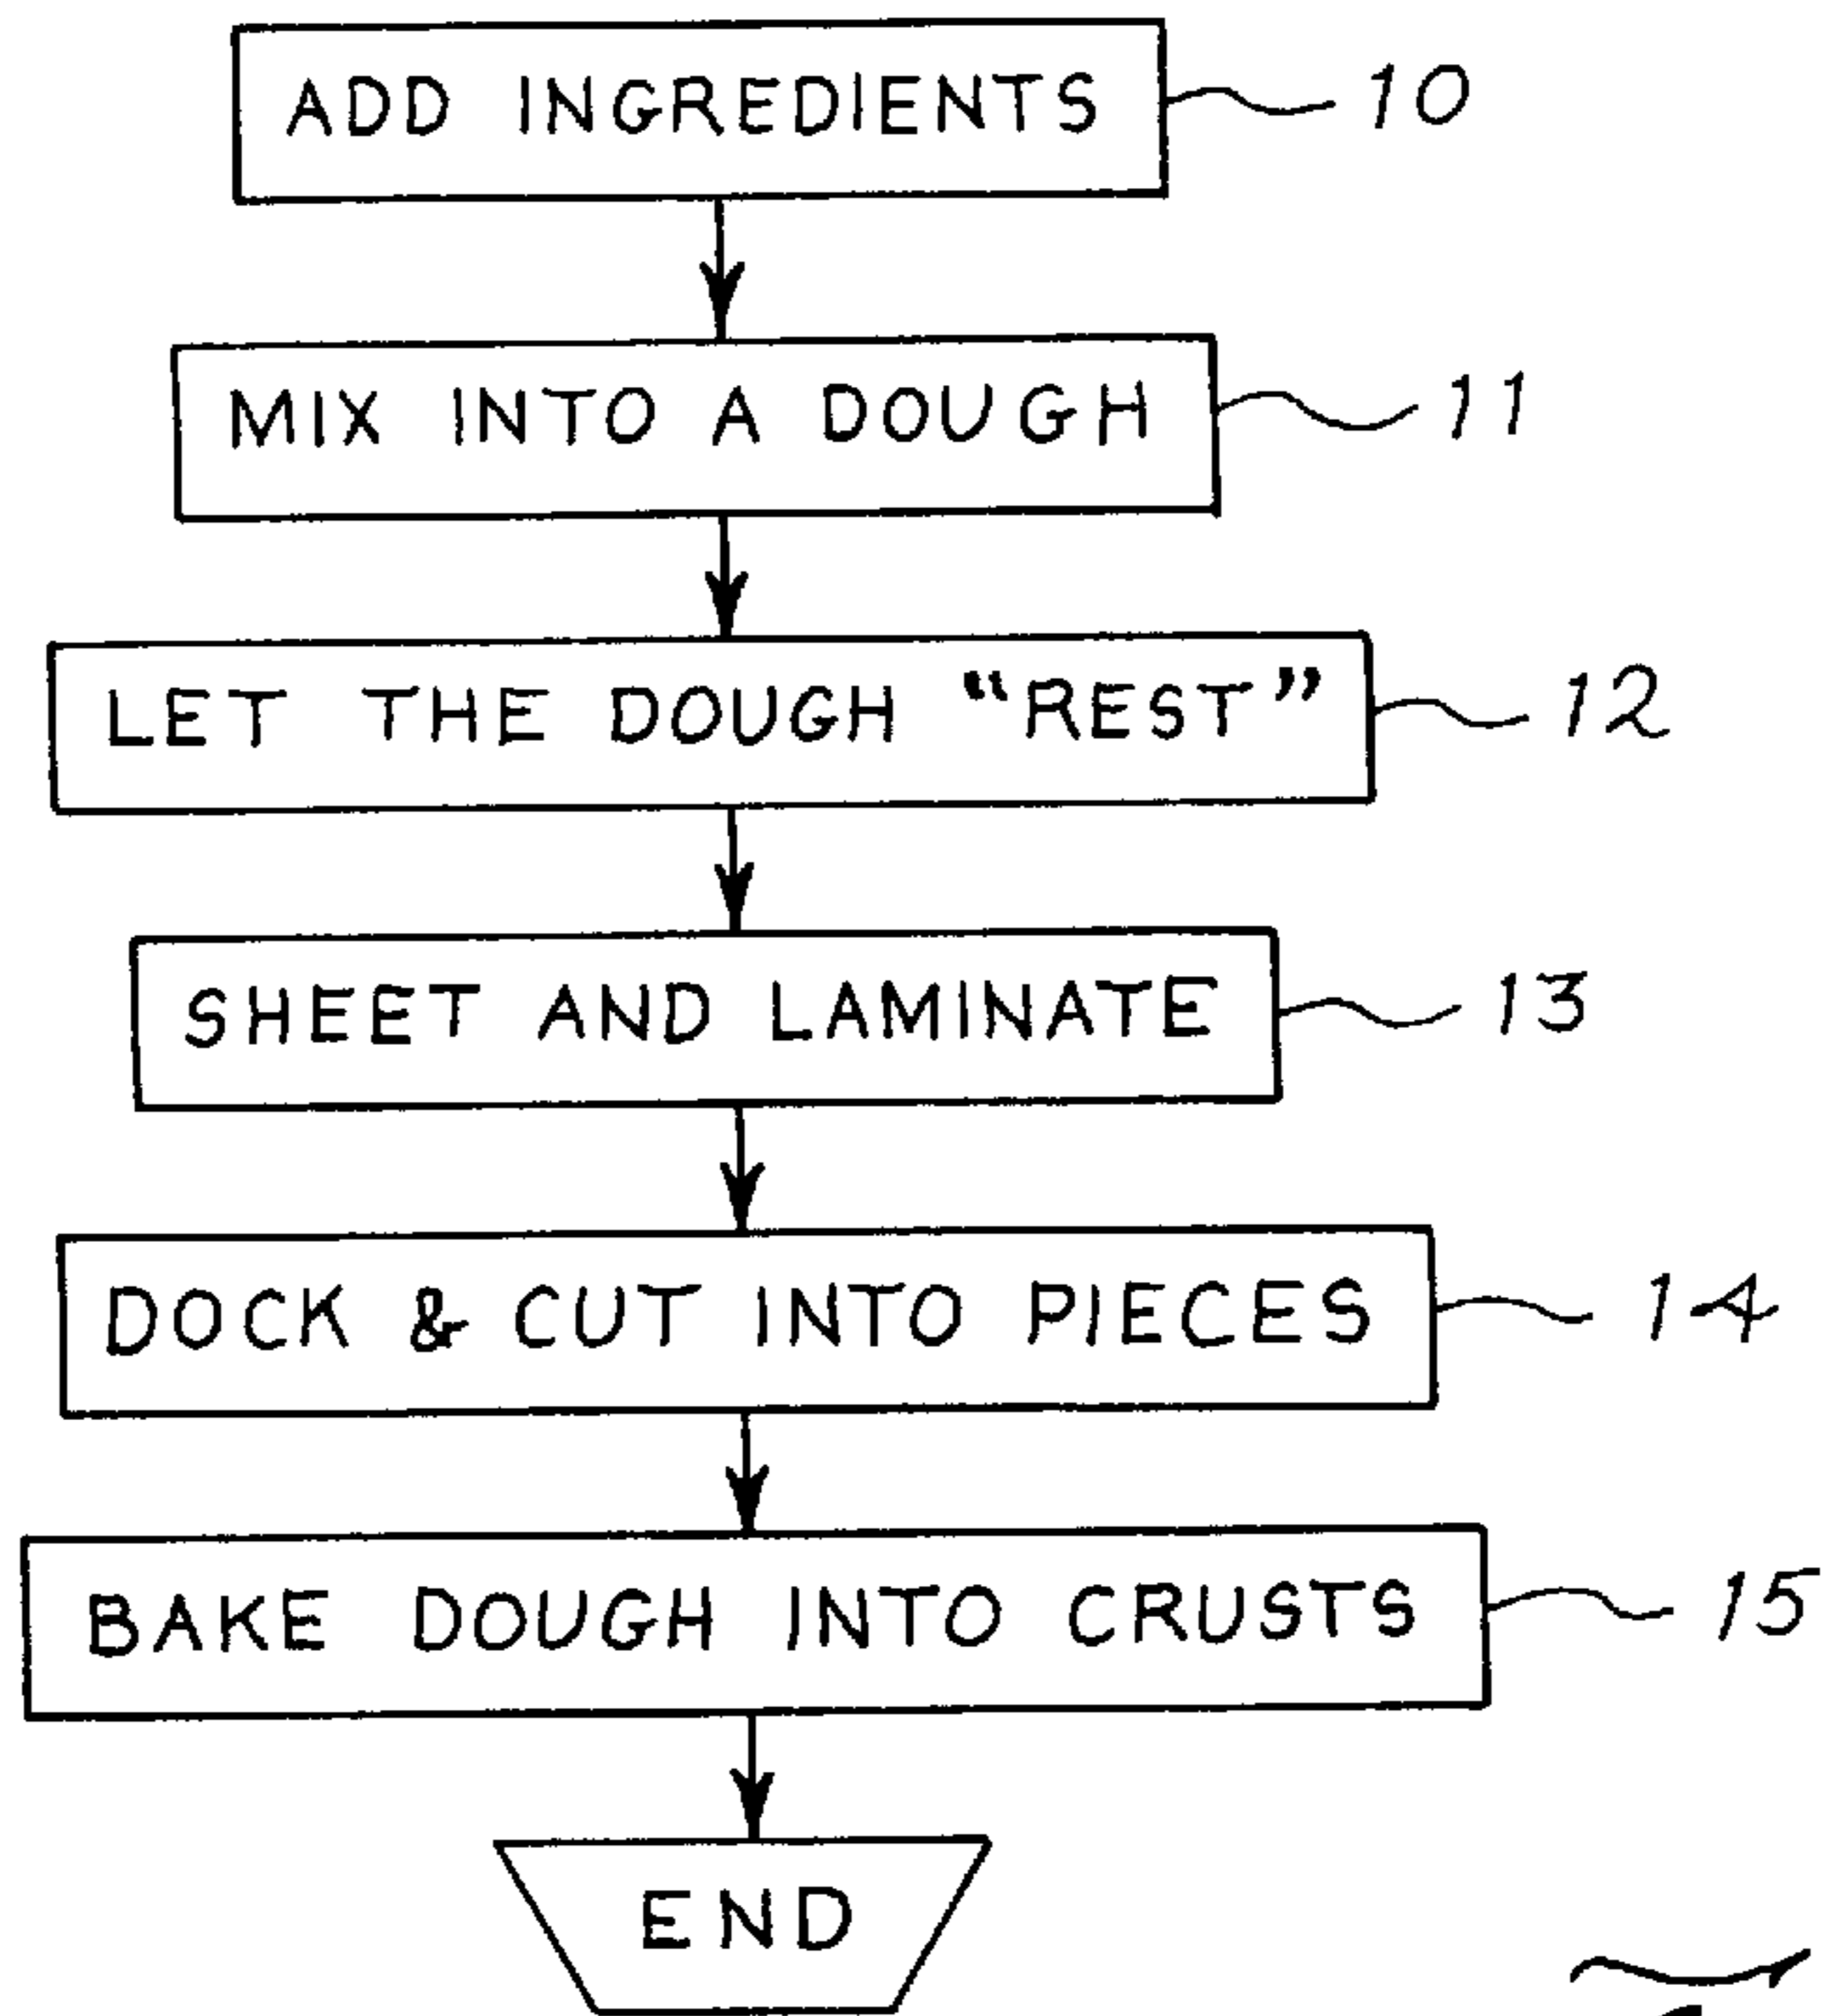 ADD INGREDIENTS 10
MIX INTO A DOUGH 11
LET THE DOUGH “REST” 12
SHEET AND LAMINATE 13
DOCK & CUT INTO PIECES 14
BAKE DOUGH INTO CRUSTS 15
END